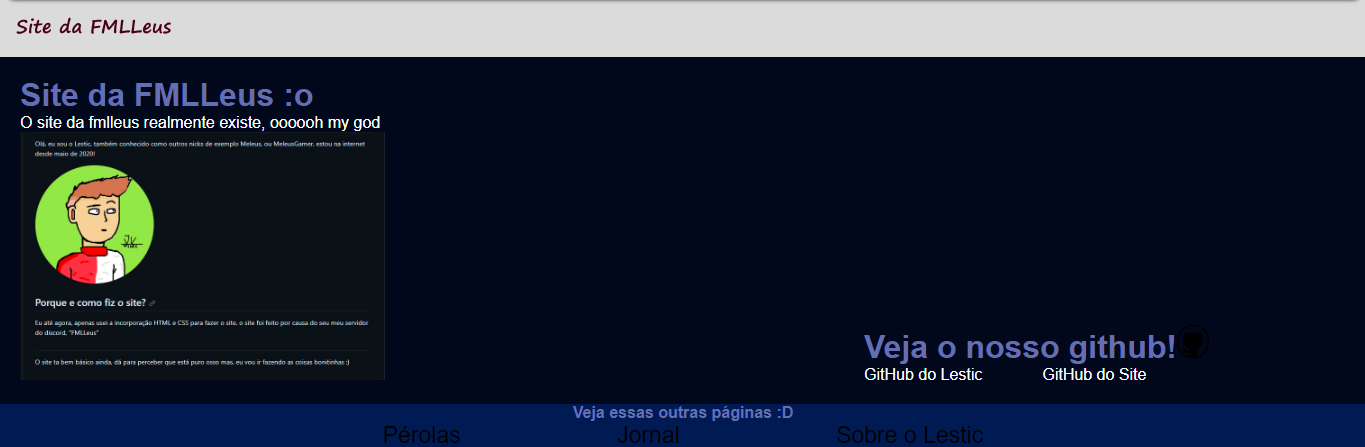 Site da FMLLeus
Site da FMLLeus :o
O site da fmlleus realmente existe, oooooh my god
Olá, eu sou o Lestic, também conhecido como outros nicks de exemplo Meleus, ou MeleusGamer, estou na internet
desde maio de 2020!
Porque e como fiz o site?
Eu até agora, apenas usei a incorporação HTML e CSS para fazer o site, o site foi feito por causa do seu meu servidor
do discord, "FMLLeus"
O site ta bem básico ainda, dá para perceber que está puro osso mas, eu vou ir fazendo as coisas bonitinhas :)
Veja o nosso github!
GitHub do Lestic GitHub do Site
Veja essas outras páginas :D
Pérolas Jornal Sobre o Lestic